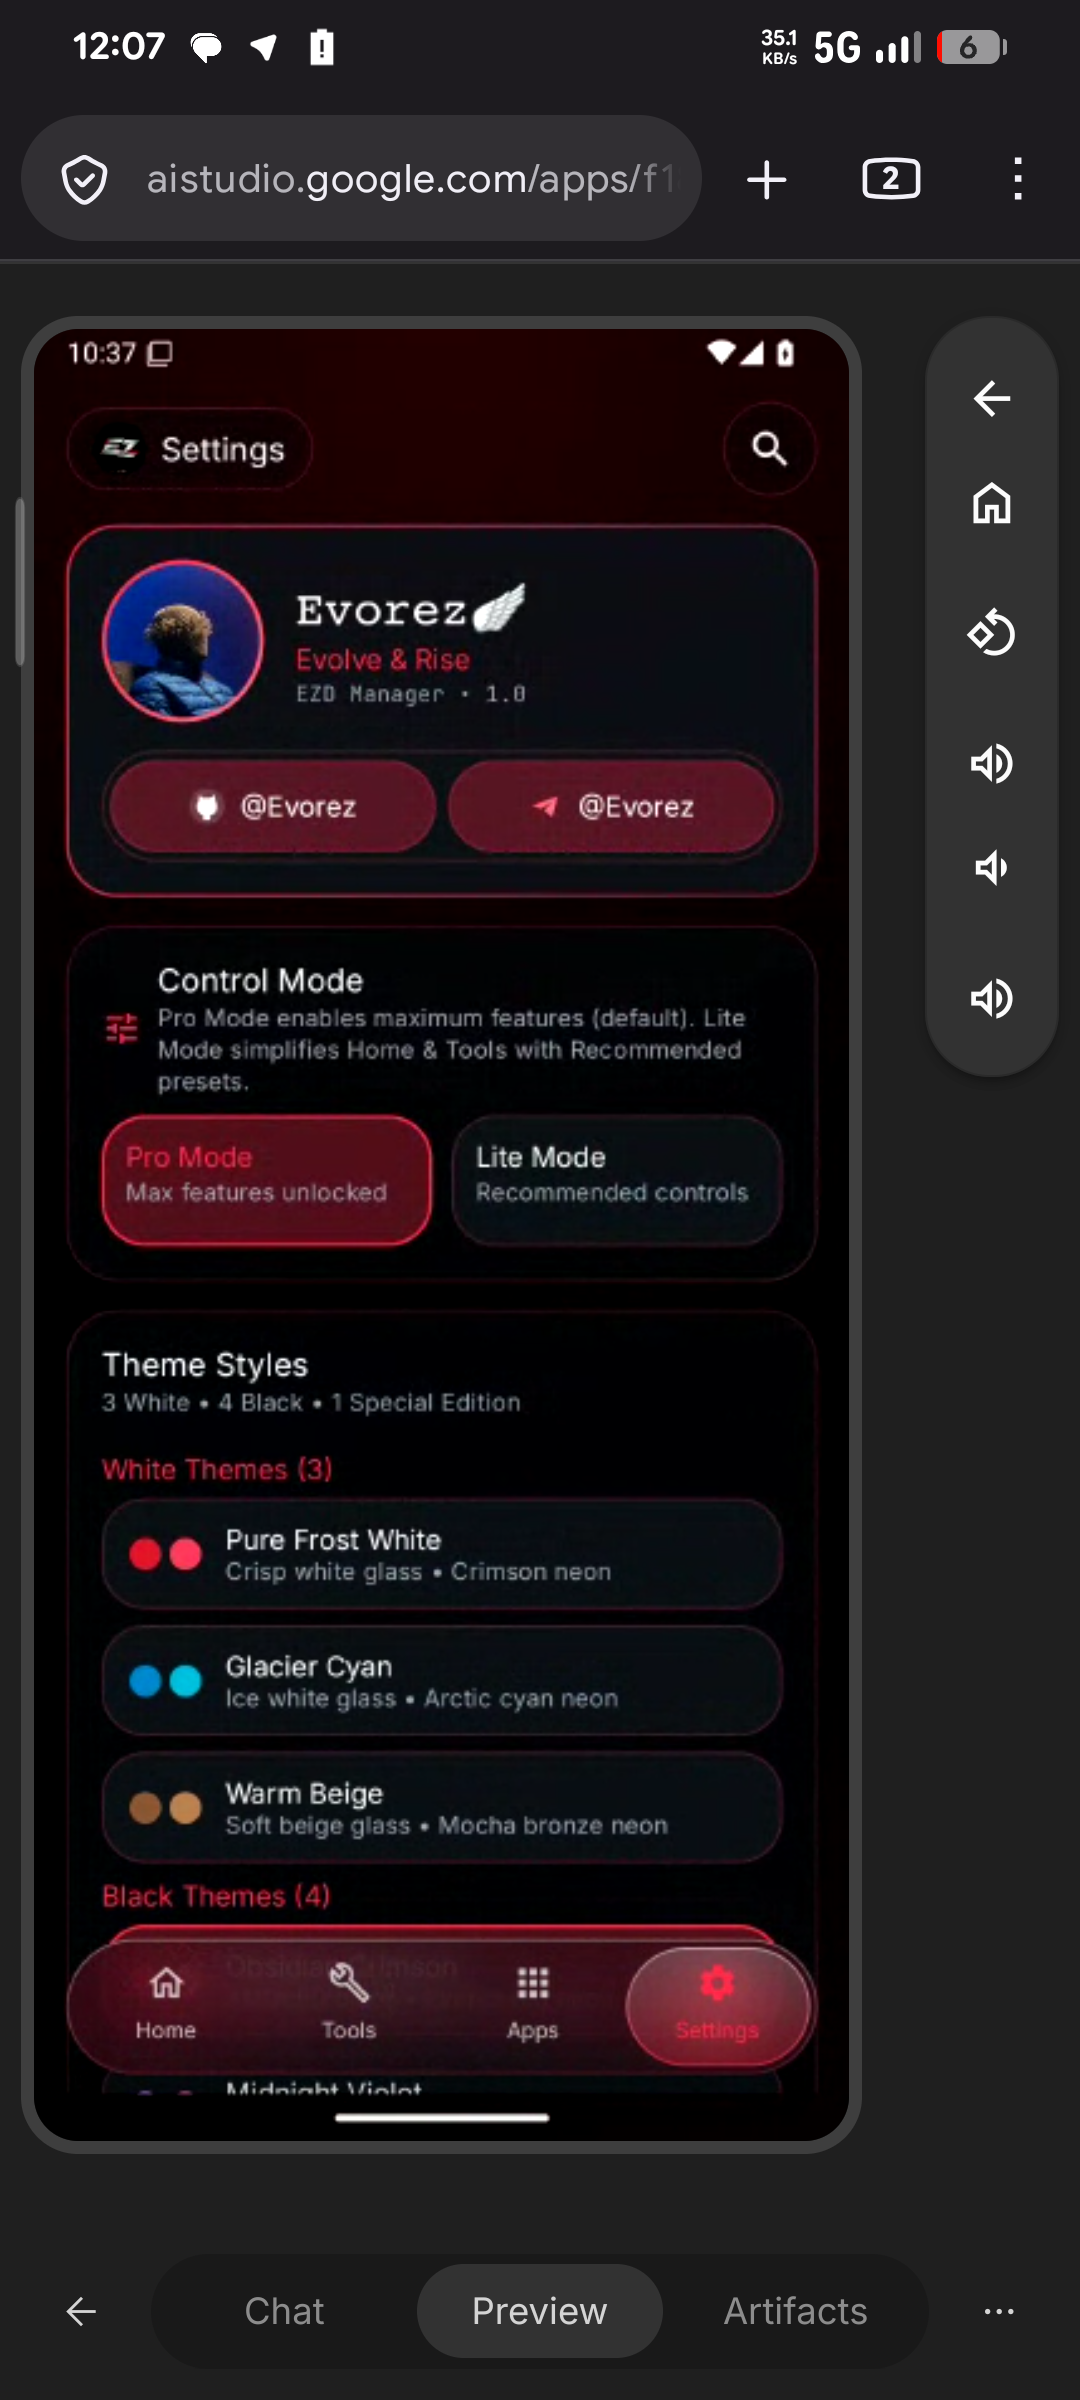 12:07
35.1
KB/s
5G
6
aistudio.google.com/apps/f1
2
10:37
EZ
Settings
Evorez
Evolve & Rise
EZD Manager • 1.0
@Evorez
@Evorez
Control Mode
Pro Mode enables maximum features (default). Lite
Mode simplifies Home & Tools with Recommended
presets.
Pro Mode
Max features unlocked
Lite Mode
Recommended controls
Theme Styles
3 White • 4 Black • 1 Special Edition
White Themes (3)
Pure Frost White
Crisp white glass • Crimson neon
Glacier Cyan
Ice white glass • Arctic cyan neon
Warm Beige
Soft beige glass • Mocha bronze neon
Black Themes (4)
Obsidian Crimson
Home
Tools
Apps
Settings
Midnight Violet
Chat
Preview
Artifacts